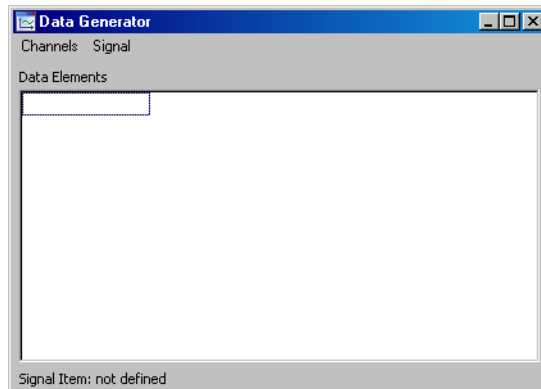 Data Generator
Channels Signal
Data Elements
Signal Item: not defined